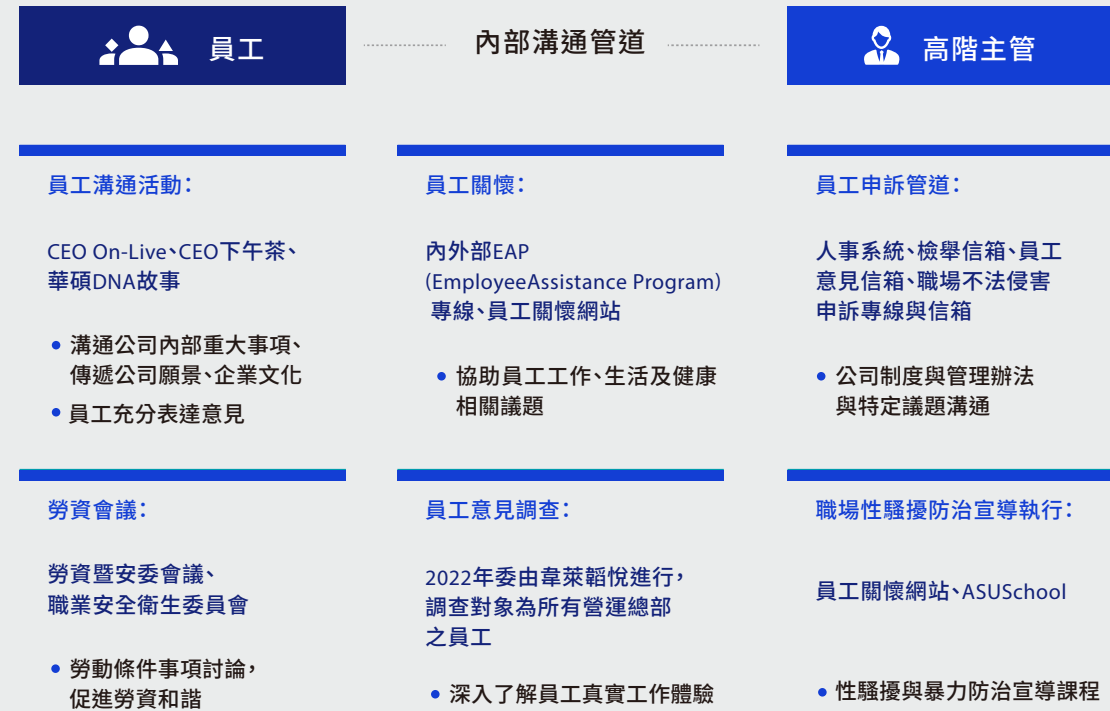 員工
內部溝通管道
高階主管
員工溝通活動：
CEO On-Live、CEO下午茶、
華碩DNA故事
• 溝通公司內部重大事項、
傳遞公司願景、企業文化
• 員工充分表達意見
員工關懷：
內外部EAP
(EmployeeAssistance Program)
專線、員工關懷網站
• 協助員工工作、生活及健康
相關議題
員工申訴管道：
人事系統、檢舉信箱、員工
意見信箱、職場不法侵害
申訴專線與信箱
• 公司制度與管理辦法
與特定議題溝通
勞資會議：
勞資暨安委會議、
職業安全衛生委員會
• 勞動條件事項討論，
促進勞資和諧
員工意見調查：
2022年委由韋萊韜悅進行，
調查對象為所有營運總部
之員工
• 深入了解員工真實工作體驗
職場性騷擾防治宣導執行：
員工關懷網站、ASUSchool
• 性騷擾與暴力防治宣導課程